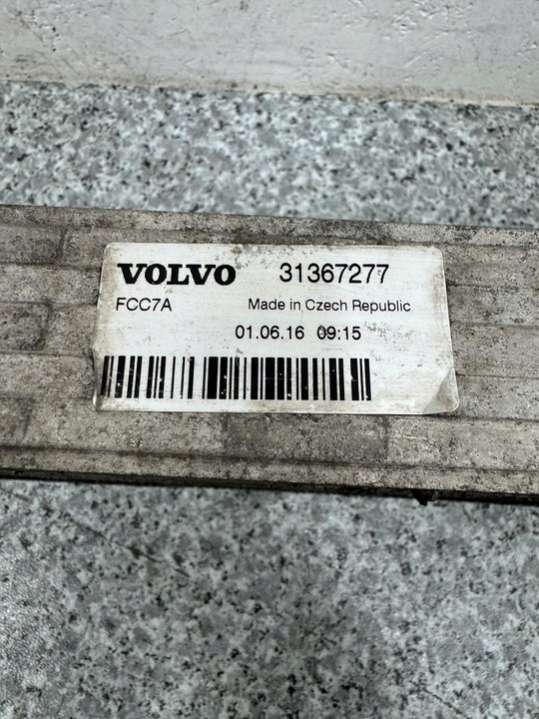 VOLVO 31367277
FCC7A Made in Czech Republic
01.06.16 09:15